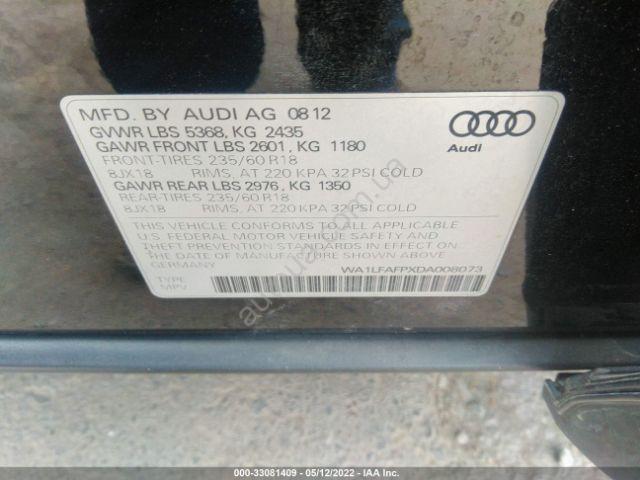 MFD. BY AUDI AG 08 12
GVWR LBS 5368, KG 2435
GAWR FRONT LBS 2601, KG 1180
FRONT-TIRES 235/60 R18
8JX18 RIMS, AT 220 KPA 32 PSI COLD
GAWR REAR LBS 2976, KG 1350
REAR-TIRES 235/60 R18
8JX18 RIMS, AT 220 KPA 32 PSI COLD
THIS VEHICLE CONFORMS TO ALL APPLICABLE
U.S. FEDERAL MOTOR VEHICLE SAFETY AND
THEFT PREVENTION STANDARDS IN EFFECT ON
THE DATE OF MANUFACTURE SHOWN ABOVE
GERMANY
TYPE
MPV
WA1LFAFPXDA008073
Audi
000-33081409 - 05/12/2022 - IAA Inc.